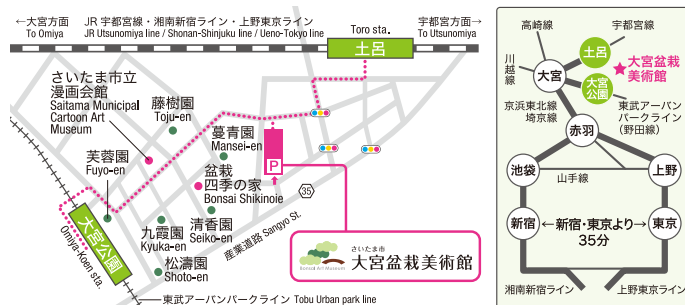 ←大宮方面
To Omiya
JR 宇都宮線・湘南新宿ライン・上野東京ライン
JR Utsunomiya line / Shonan-Shinjuku line / Ueno-Tokyo line
Toro sta.
宇都宮方面→
To Utsunomiya
土呂
さいたま市立
漫画会館
Saitama Municipal
Cartoon Art
Museum
藤樹園
Toju-en
蔓青園
Mansei-en
P
芙蓉園
Fuyo-en
盆栽
四季の家
Bonsai Shikinoie
35
大宮公園
Omiya-Koen sta.
九霞園
Kyuka-en
清香園
Seiko-en
産業道路 Sangyo St.
松濤園
Shoto-en
さいたま市
大宮盆栽美術館
Bonsai Art Museum
東武アーバンパークライン Tobu Urban park line
高崎線
宇都宮線
川越線
土呂
大宮
大宮
公園
大宮盆栽
美術館
京浜東北線
埼京線
東武アーバン
パークライン
(野田線)
赤羽
池袋
山手線
上野
新宿
←新宿・東京より→
35分
東京
湘南新宿ライン
上野東京ライン